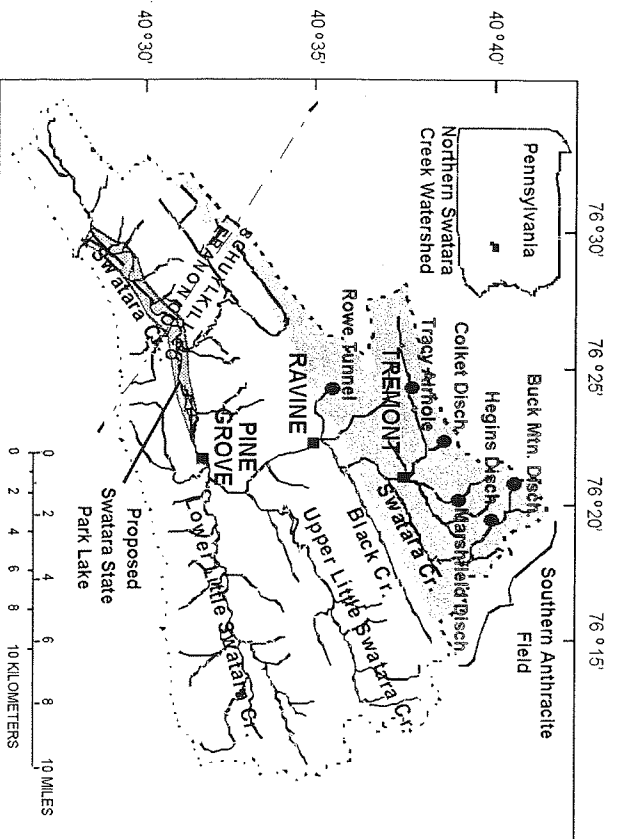 40°30'
40°35'
40°40'
76°30'
76°25'
76°20'
76°15'
Pennsylvania
Northern Swatara
Creek Watershed
Buck Mtn. Disch.
Hegins Disch.
Colket Disch.
Tracy Airhole
Marshfield Disch.
Rowe Tunnel
TREMONT
RAVINE
PINE
GROVE
Southern Anthracite
Field
Swatara Cr.
Black Cr.
Upper Little Swatara Cr.
Lower Little Swatara Cr.
SCHUYLKILL CO
LEBANON CO
Swatara Cr.
Proposed
Swatara State
Park Lake
0 2 4 6 8 10 MILES
0 2 4 6 8 10 KILOMETERS